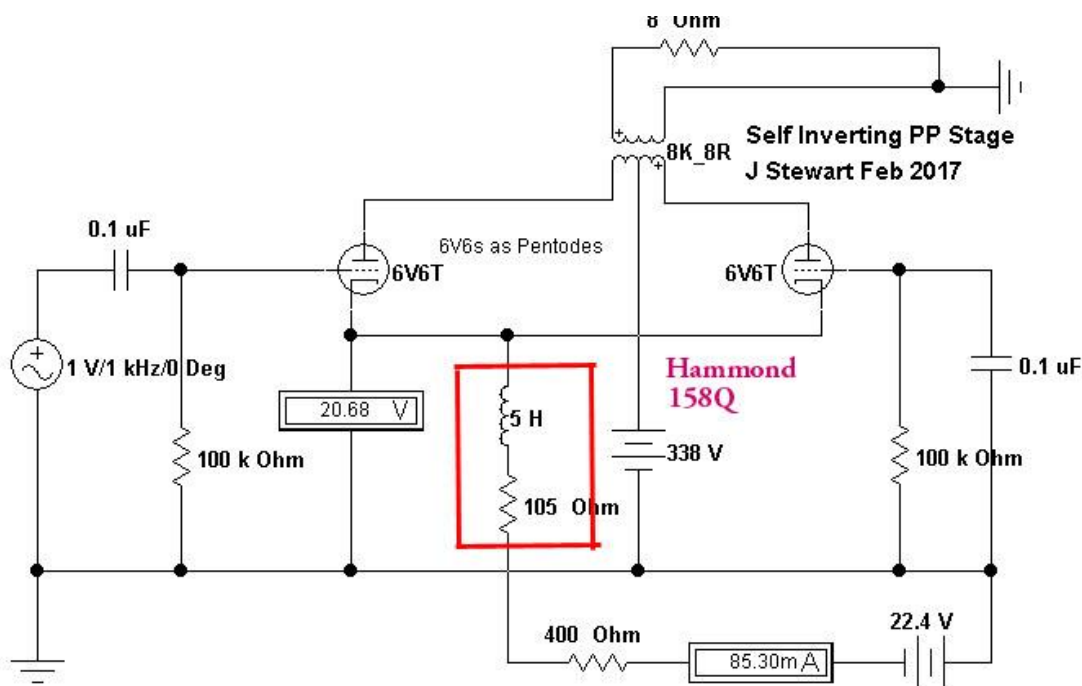 8 Ohm
Self Inverting PP Stage
8K_8R
J Stewart Feb 2017
0.1 uF
6V6s as Pentodes
6V6T
6V6T
1 V/1 kHz/0 Deg
Hammond
158Q
0.1 uF
20.68 V
5 H
338 V
100 k Ohm
100 k Ohm
105 Ohm
22.4 V
400 Ohm
85.30m A